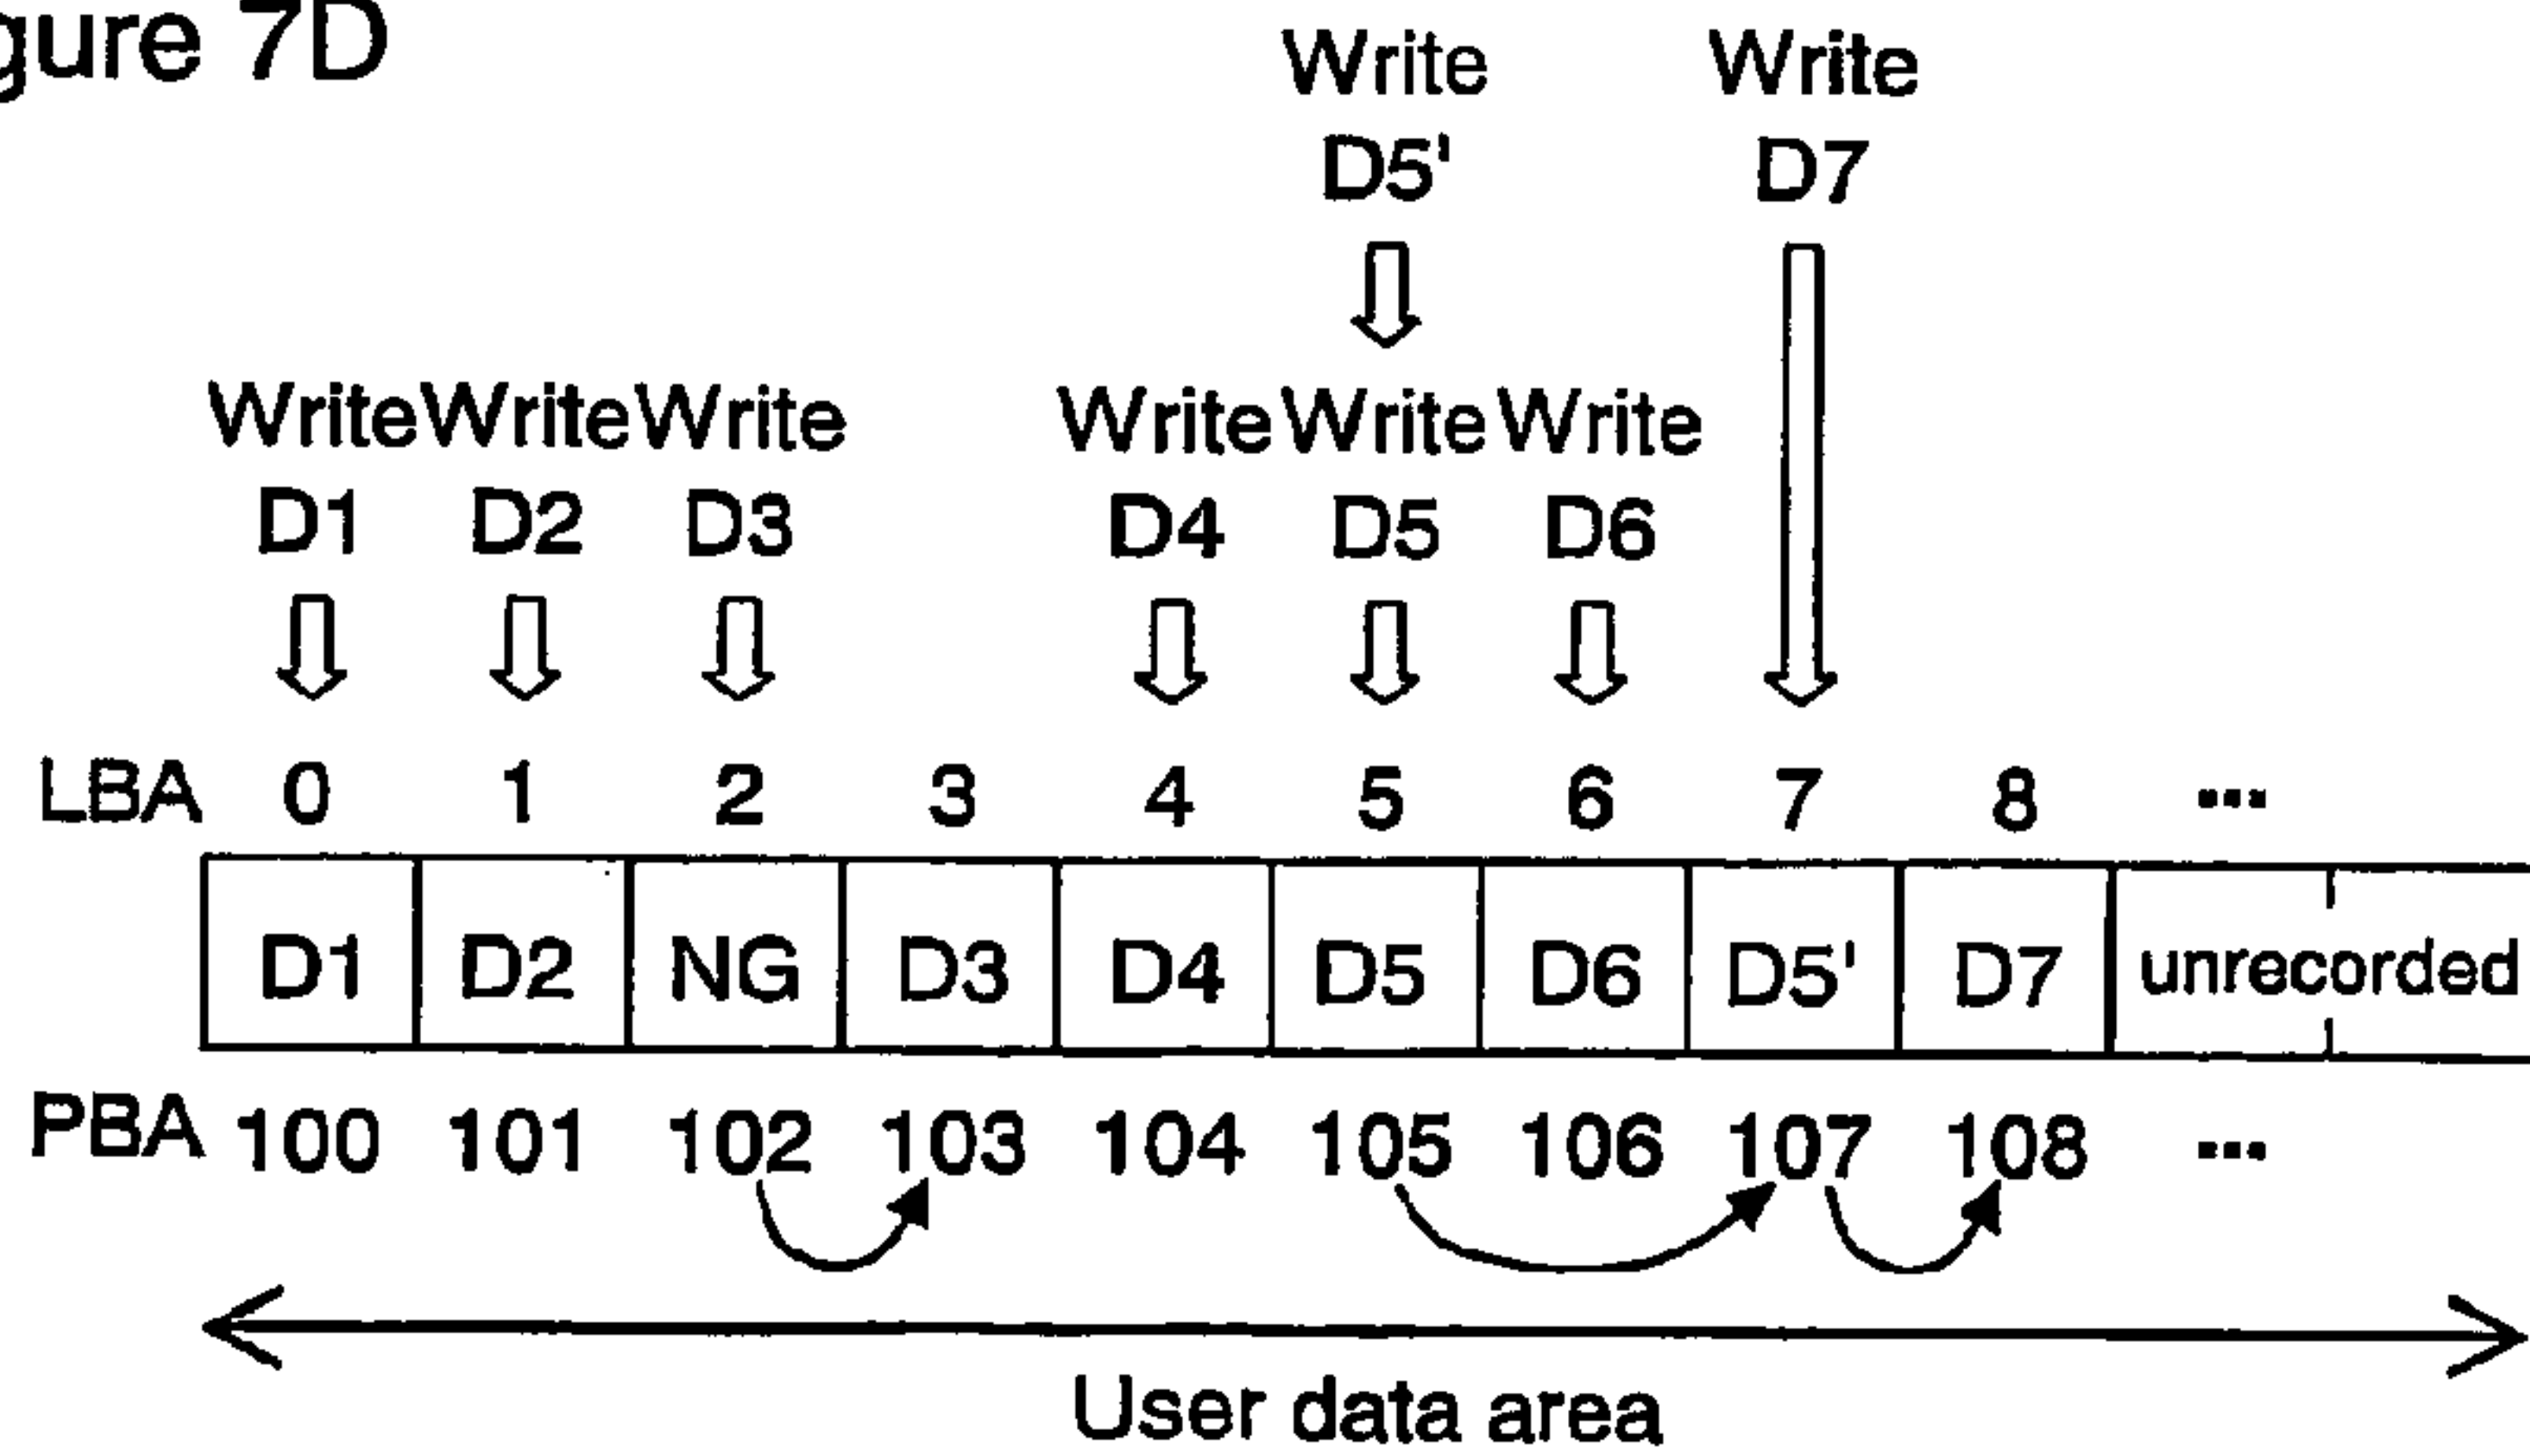 gure 7D
Write Write
D5' D7
Write Write Write Write Write Write
D1 D2 D3 D4 D5 D6
LBA 0 1 2 3 4 5 6 7 8 ...
D1 D2 NG D3 D4 D5 D6 D5' D7 unrecorded
PBA 100 101 102 103 104 105 106 107 108 ...
User data area